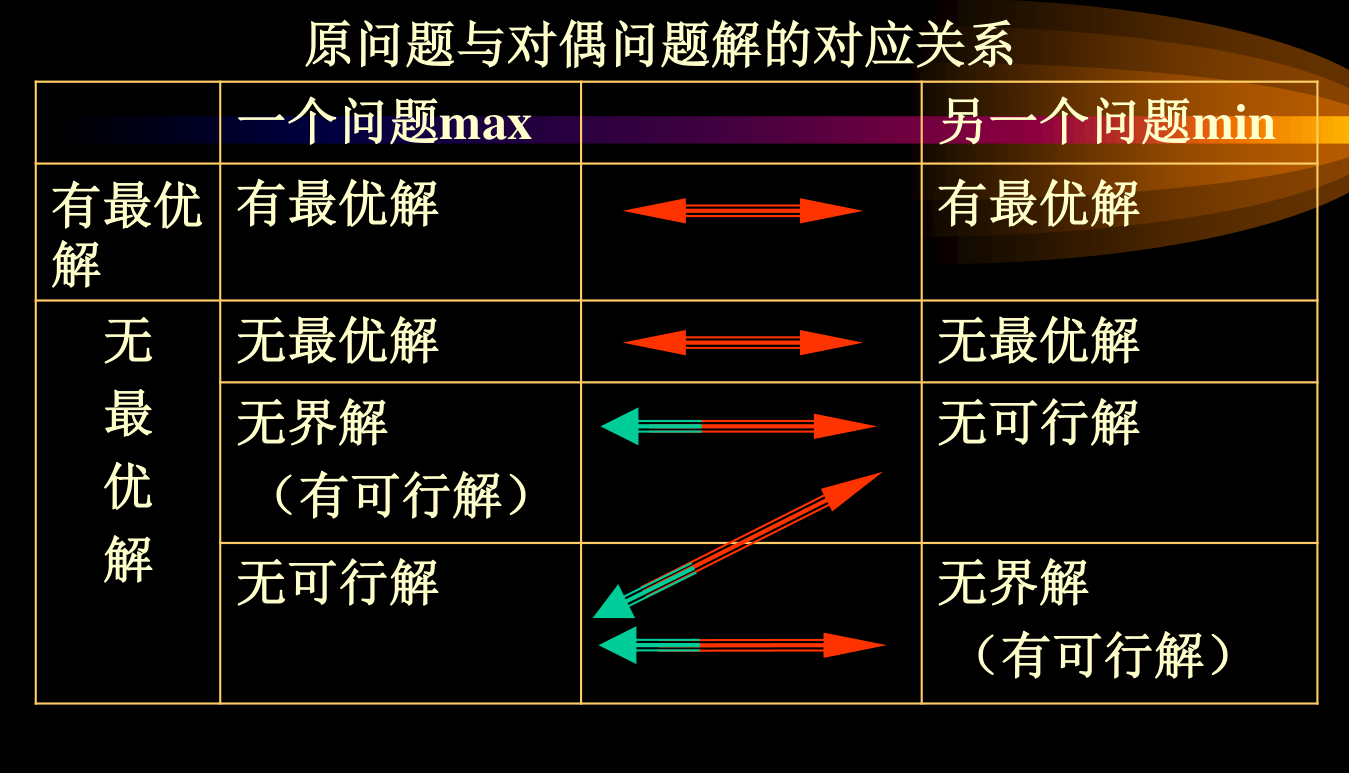 原问题与对偶问题解的对应关系
一个问题max 另一个问题min
有最优解 有最优解 有最优解
无最优解 无最优解 无最优解
无界解 无可行解
（有可行解）
无可行解 无界解
（有可行解）